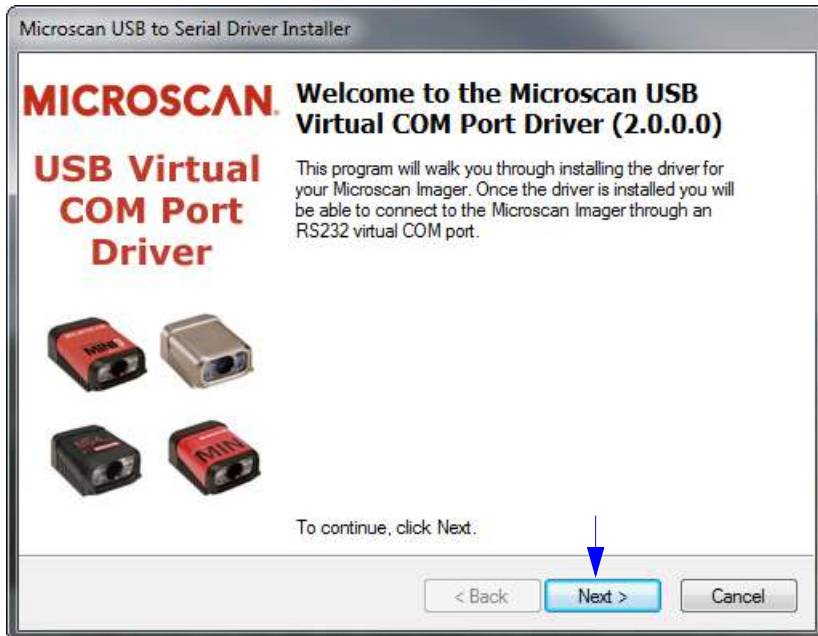 Microscan USB to Serial Driver Installer
MICROSCAN.
USB Virtual
COM Port
Driver
MINI
MINI
Welcome to the Microscan USB
Virtual COM Port Driver (2.0.0.0)
This program will walk you through installing the driver for
your Microscan Imager. Once the driver is installed you will
be able to connect to the Microscan Imager through an
RS232 virtual COM port.
To continue, click Next.
< Back
Next >
Cancel